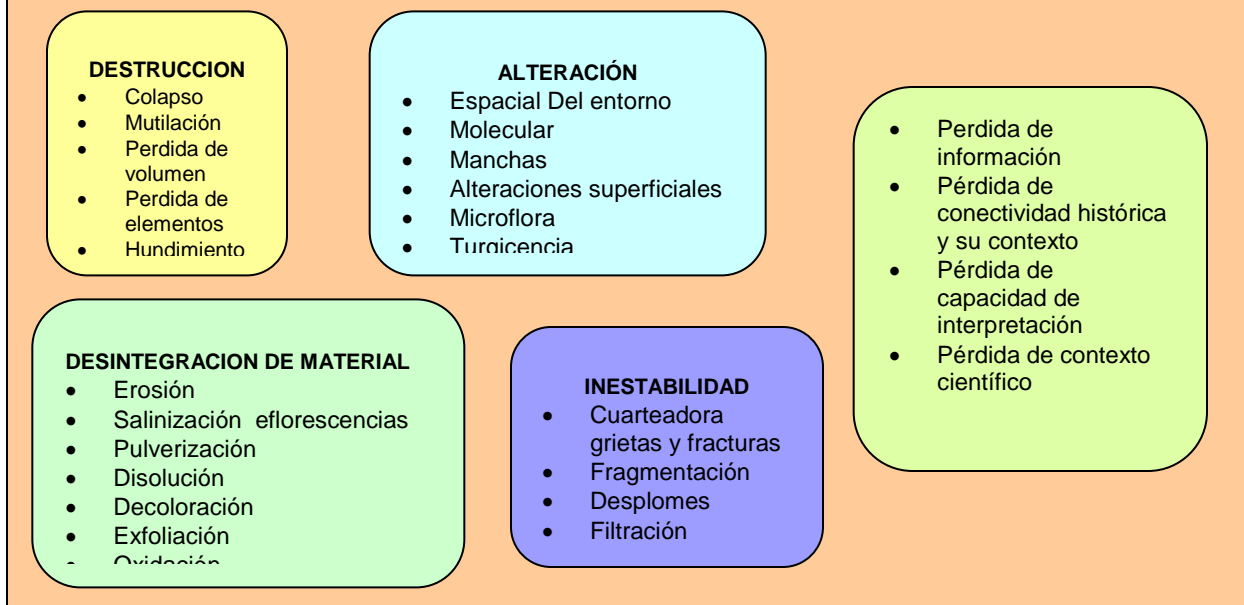 DESTRUCCION
• Colapso
• Mutilación
• Perdida de
volumen
• Perdida de
elementos
• Hundimiento
ALTERACIÓN
• Espacial Del entorno
• Molecular
• Manchas
• Alteraciones superficiales
• Microflora
• Turgicencia
• Perdida de
información
• Pérdida de
conectividad histórica
y su contexto
• Pérdida de
capacidad de
interpretación
• Pérdida de contexto
científico
DESINTEGRACION DE MATERIAL
• Erosión
• Salinización eflorescencias
• Pulverización
• Disolución
• Decoloración
• Exfoliación
• Oxidación
INESTABILIDAD
• Cuarteadora
grietas y fracturas
• Fragmentación
• Desplomes
• Filtración